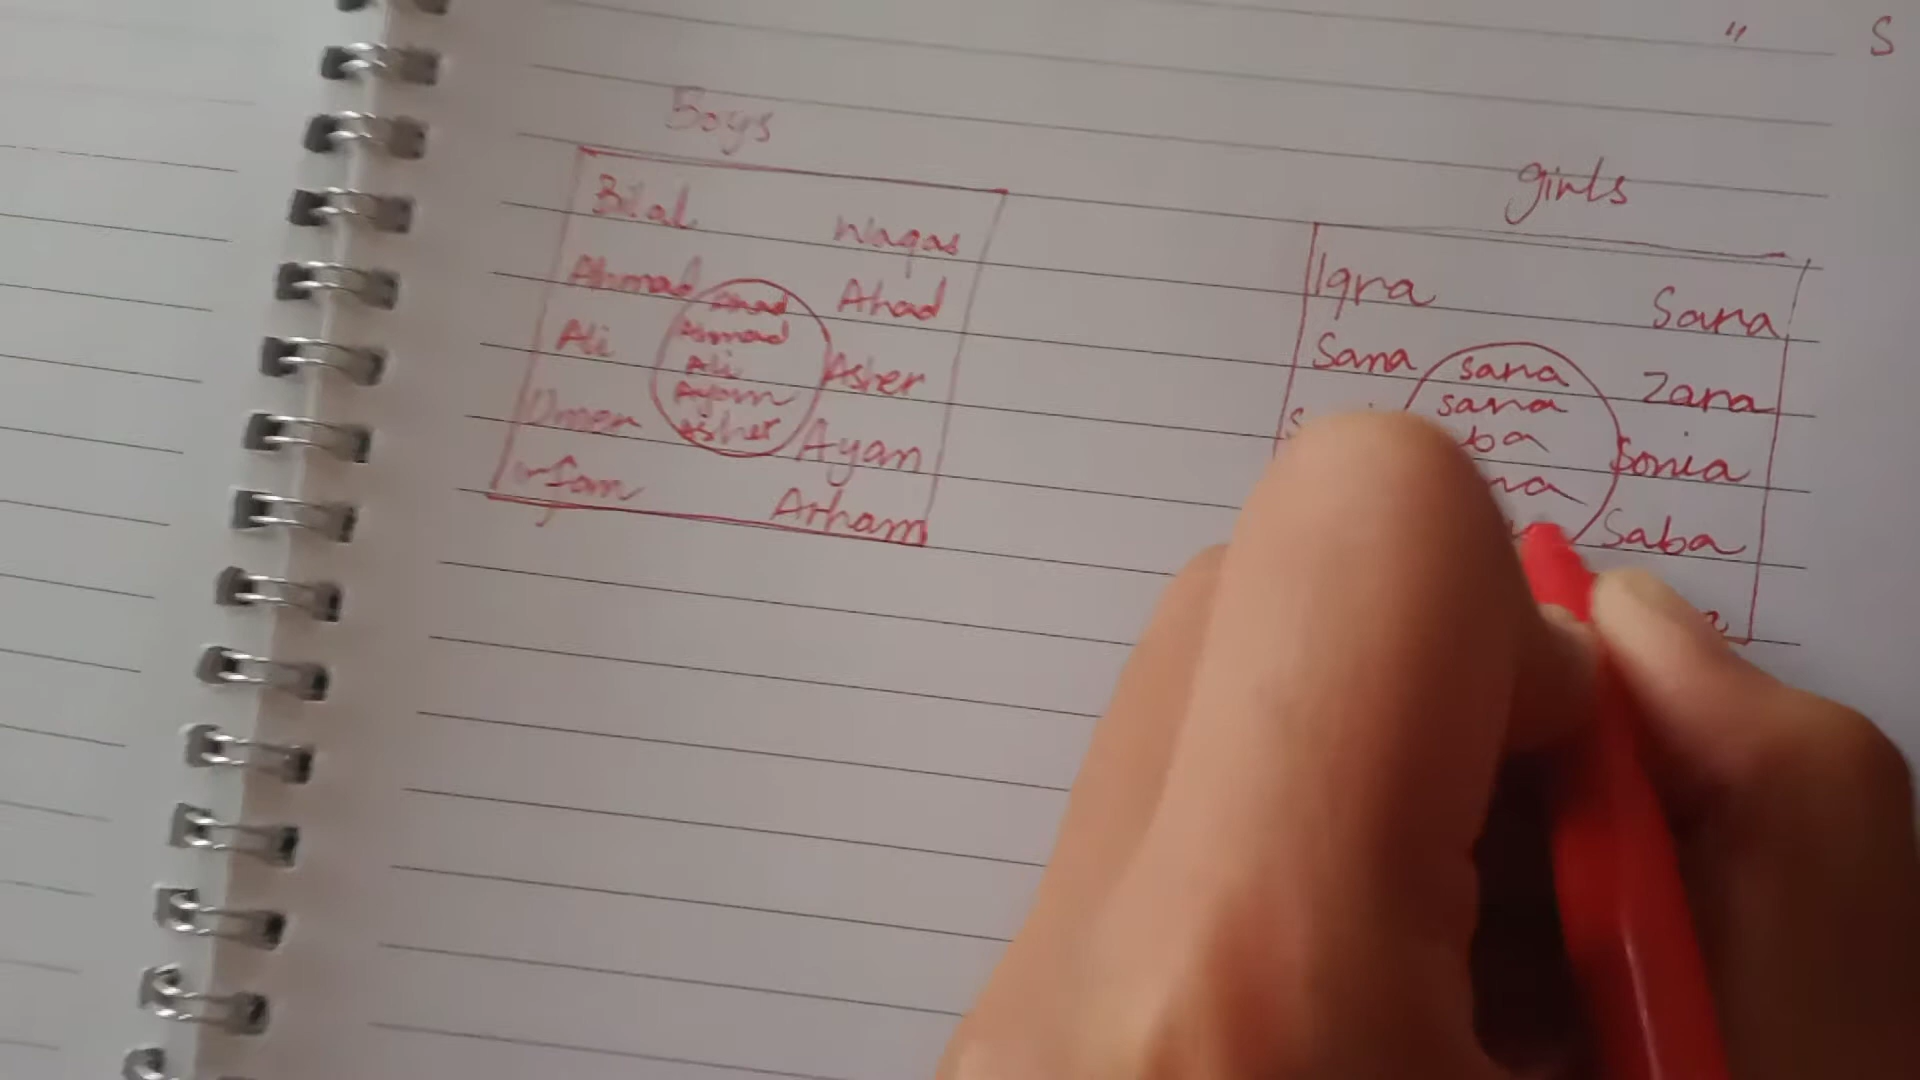 " S
Boys
girls
Bilal Waqas
Ahmad Ahad
Ali Asher
Ayan
Arham
Ahad
Ahmad
Ali
Ayan
Asher
Iqra Sana
Sana Zara
Sonia
Saba
sana
sana